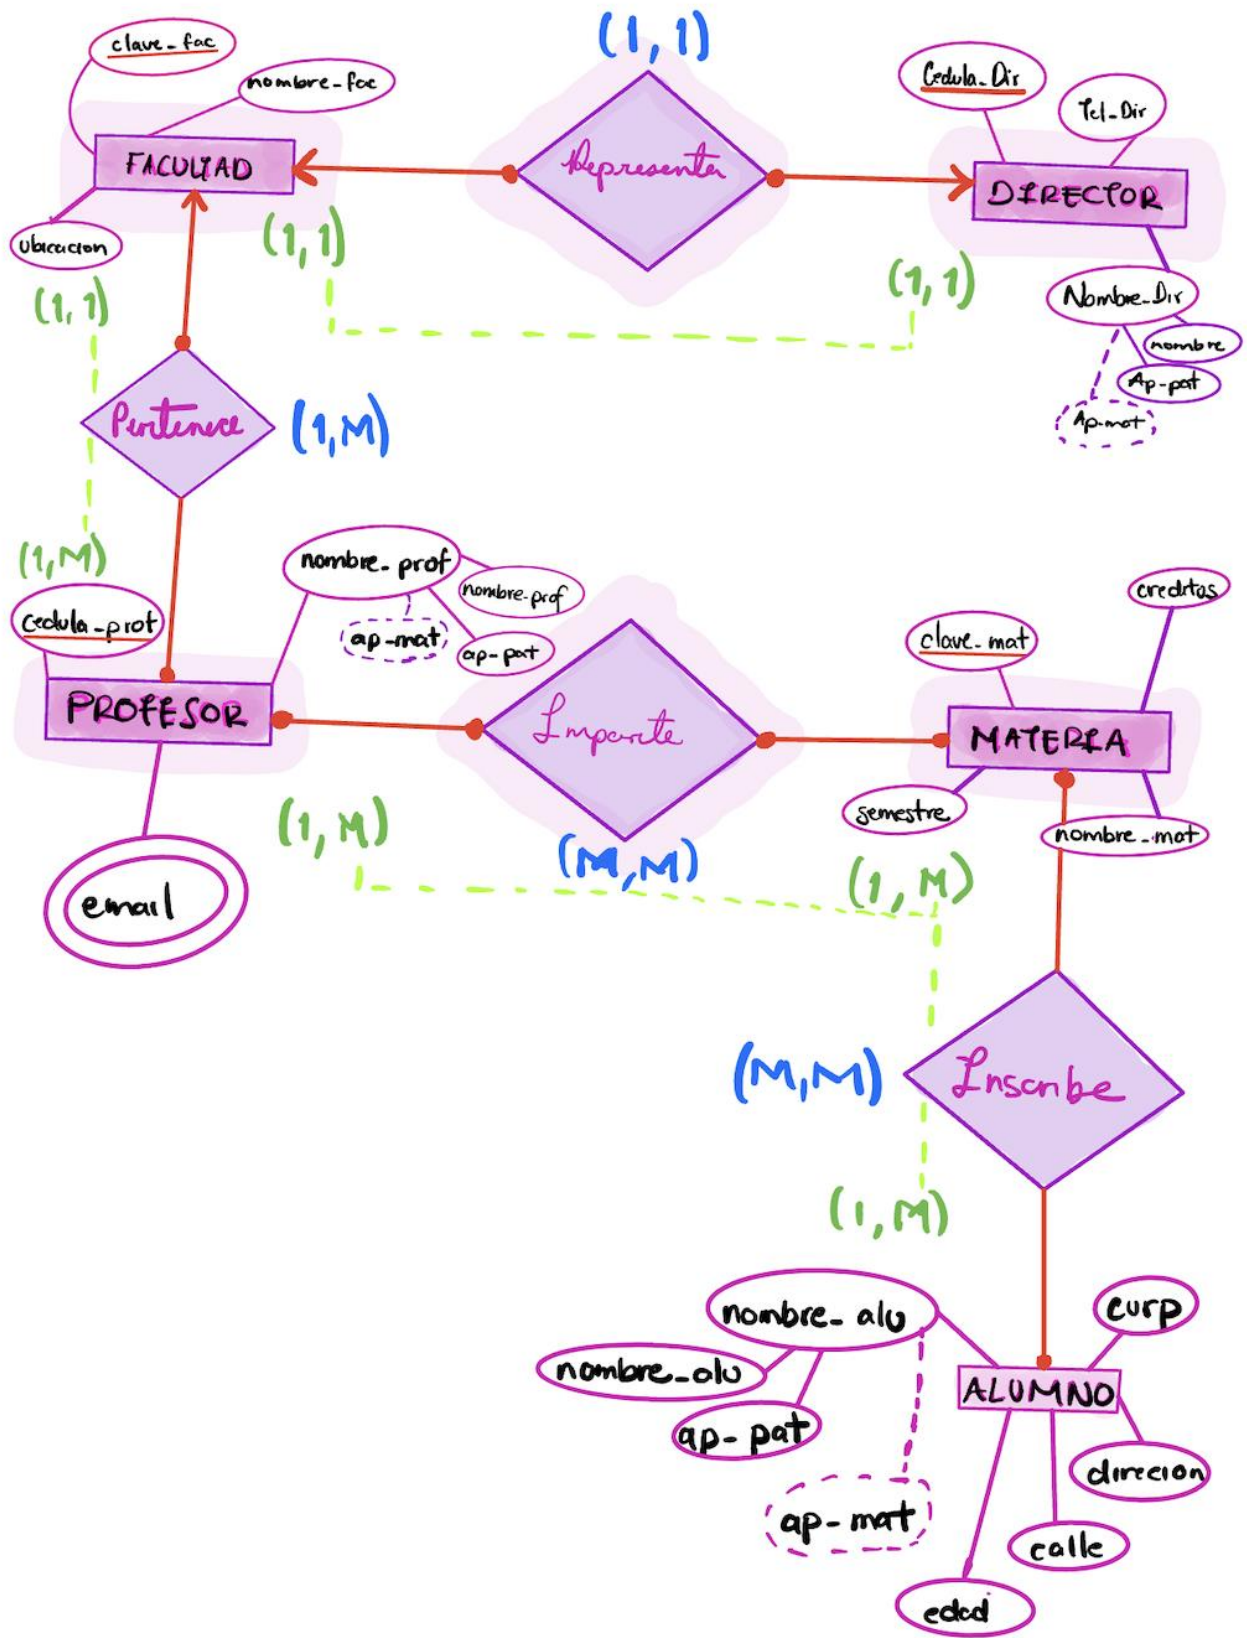 clave_fac
nombre_fac
FACULTAD
ubicacion
(1,1)
(1,1)
(1,1)
Representa
(1,1)
Cedula_Dir
Tel_Dir
DIRECTOR
Nombre_Dir
nombre
Ap-pat
Ap-mat
Pertenece
(1,M)
(1,M)
cedula_prof
nombre_prof
nombre-prof
ap-mat
ap-pat
PROFESOR
email
(1,M)
Imparte
(M,M)
(1,M)
creditos
clave_mat
MATERIA
semestre
nombre_mat
(M,M)
Inscribe
(1,M)
nombre_alu
nombre_alu
ap-pat
ap-mat
curp
ALUMNO
direcion
calle
edad